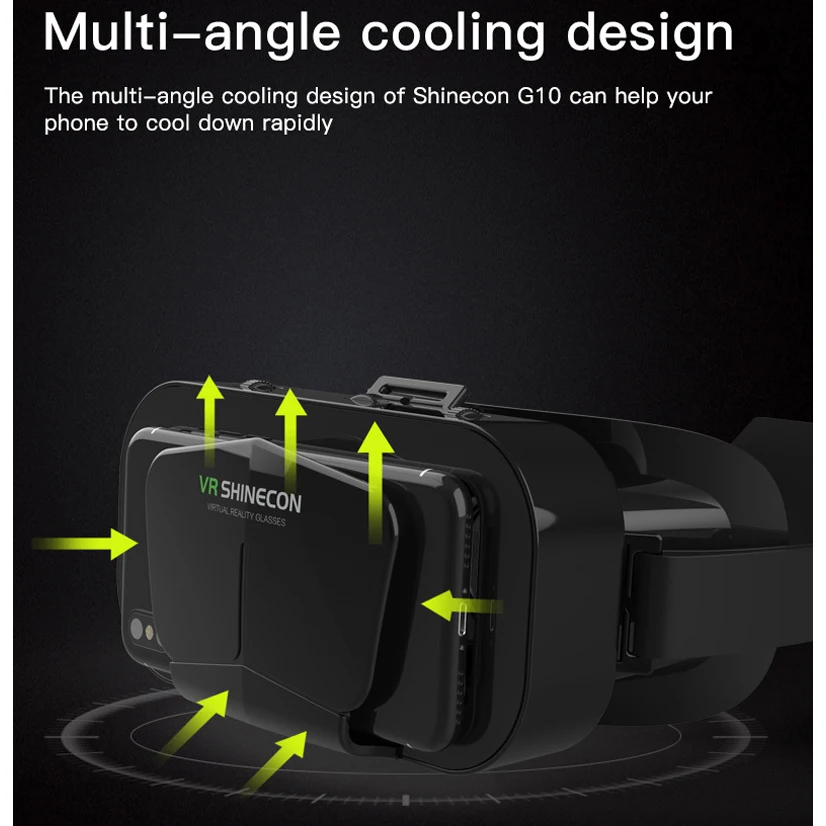 Multi-angle cooling design
The multi-angle cooling design of Shinecon G10 can help your
phone to cool down rapidly
VR SHINECON
VIRTUAL REALITY GLASSES